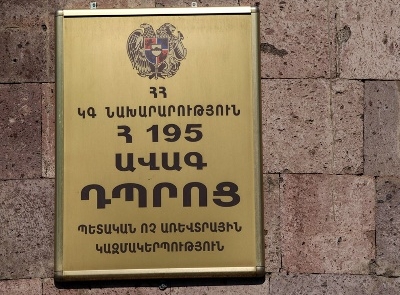 ՀՀ
ԿԳ ՆԱԽԱՐԱՐՈՒԹՅՈՒՆ
Հ 195
ԱՎԱԳ
ԴՊՐՈՑ
ՊԵՏԱԿԱՆ ՈՉ ԱՌԵՎՏՐԱՅԻՆ
ԿԱԶՄԱԿԵՐՊՈՒԹՅՈՒՆ